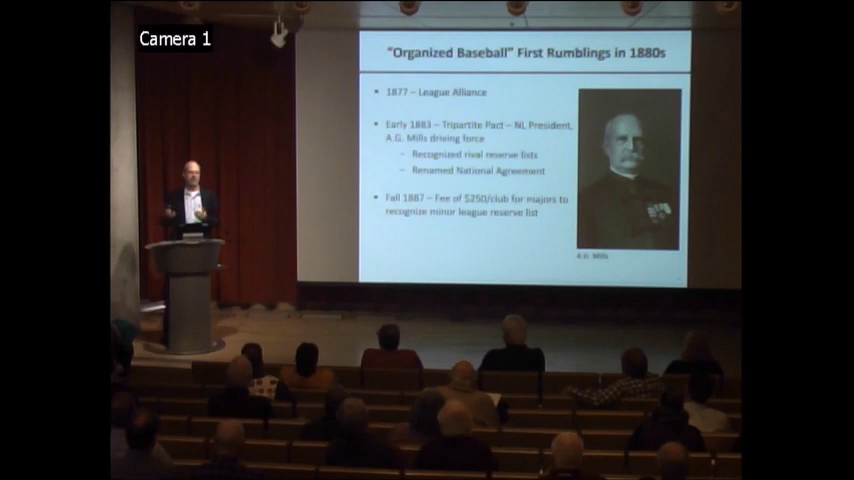 Camera 1
"Organized Baseball" First Rumblings in 1880s
• 1877 – League Alliance
• Early 1883 – Tripartite Pact – NL President,
A.G. Mills driving force
– Recognized rival reserve lists
– Renamed National Agreement
• Fall 1887 – Fee of $250/club for majors to
recognize minor league reserve list
A.G. Mills